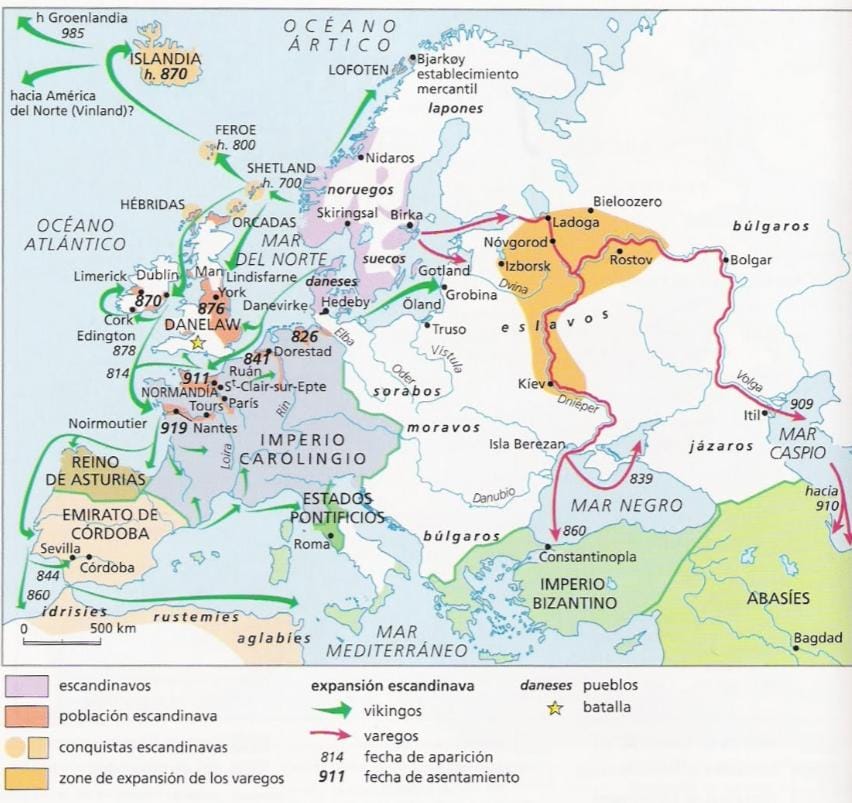 h Groenlandia
985
OCÉANO
ÁRTICO
ISLANDIA
h. 870
hacia América
del Norte (Vinland)?
LOFOTEN
Bjarkøy
establecimiento
mercantil
lapones
FEROE
h. 800
SHETLAND
h. 700
Nidaros
noruegos
HÉBRIDAS
ORCADAS
Skiringsal
Birka
Bieloozero
Ladoga
OCÉANO
ATLÁNTICO
MAR
DEL NORTE
suecos
Nóvgorod
Izborsk
Rostov
búlgaros
Bolgar
Limerick
Dublín
Man
Lindisfarne
daneses
Gotland
Dvina
870
York
876
Danevirke
Hedeby
Öland
Grobina
Cork
DANELAW
Truso
eslavos
Edington
878
826
Elba
Vístula
814
841
Dorestad
Oder
Ruán
911
St-Clair-sur-Epte
NORMANDÍA
París
Rin
sorabos
Kíev
Dniéper
Volga
909
Itil
Tours
Noirmoutier
919
Nantes
moravos
Isla Berezan
jázaros
MAR
CASPIO
Loira
IMPERIO
CAROLINGIO
REINO
DE ASTURIAS
839
Danubio
MAR NEGRO
hacia
910
EMIRATO DE
CÓRDOBA
ESTADOS
PONTIFICIOS
búlgaros
860
Roma
Constantinopla
Sevilla
Córdoba
844
860
IMPERIO
BIZANTINO
ABASÍES
idrisíes
rustemíes
aglabíes
0 500 km
MAR
MEDITERRÁNEO
Bagdad
escandinavos
población escandinava
conquistas escandinavas
zone de expansión de los varegos
expansión escandinava
vikingos
varegos
814 fecha de aparición
911 fecha de asentamiento
daneses pueblos
batalla